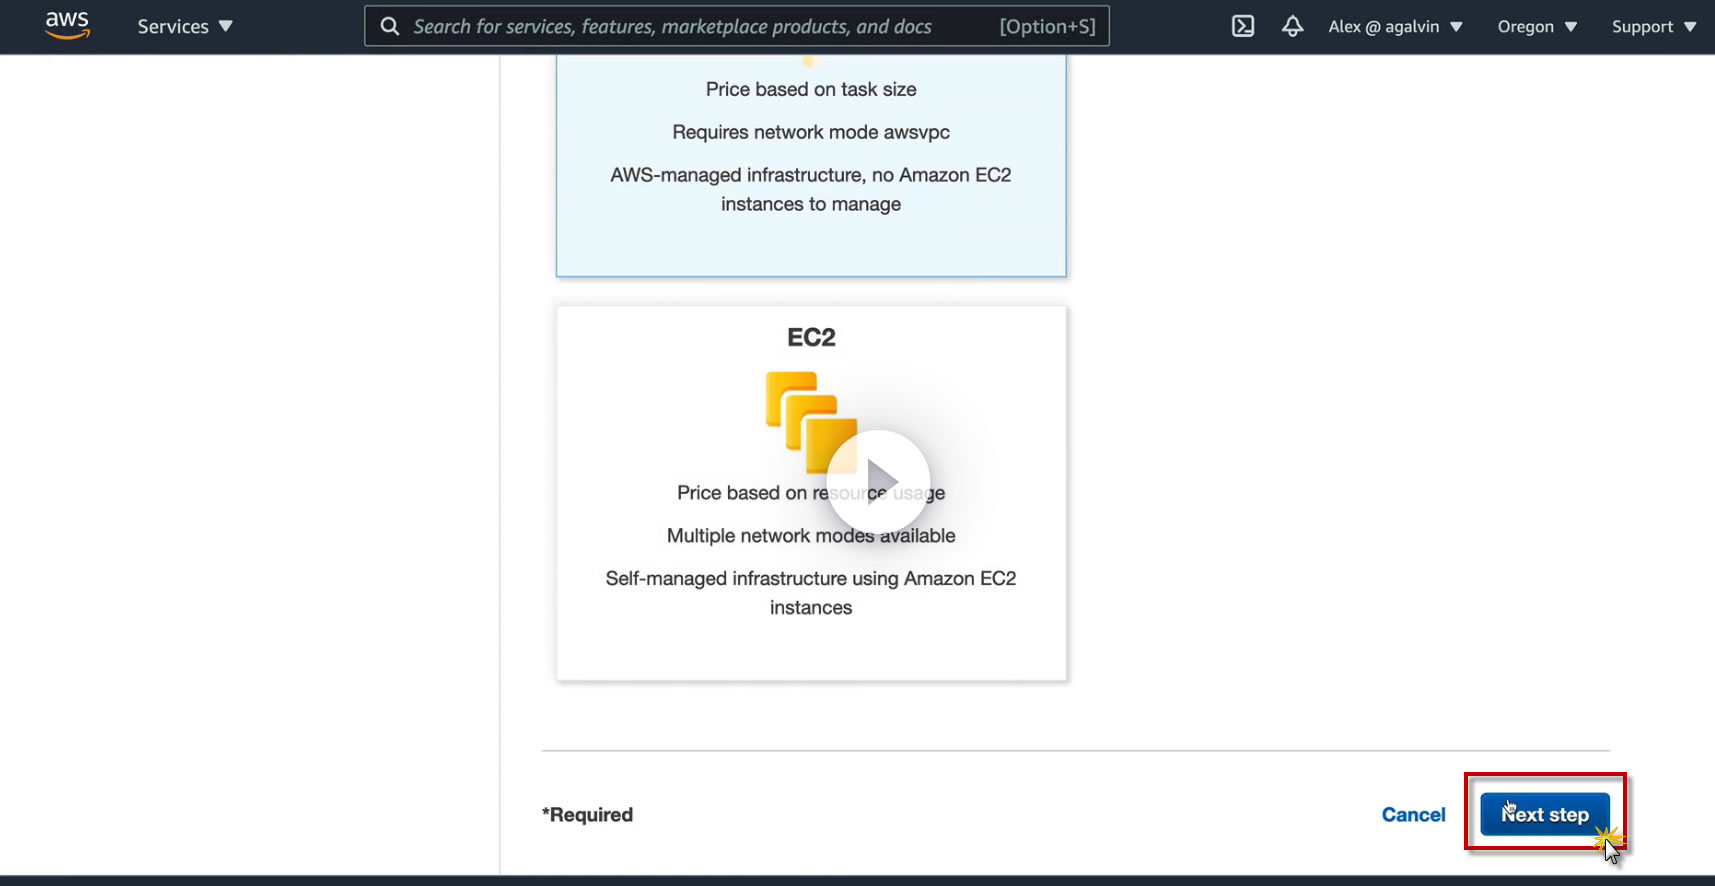 aws
Services
Search for services, features, marketplace products, and docs
[Option+S]
Alex @ agalvin
Oregon
Support
Price based on task size
Requires network mode awsvpc
AWS-managed infrastructure, no Amazon EC2
instances to manage
EC2
Price based on resource usage
Multiple network modes available
Self-managed infrastructure using Amazon EC2
instances
*Required
Cancel
Next step